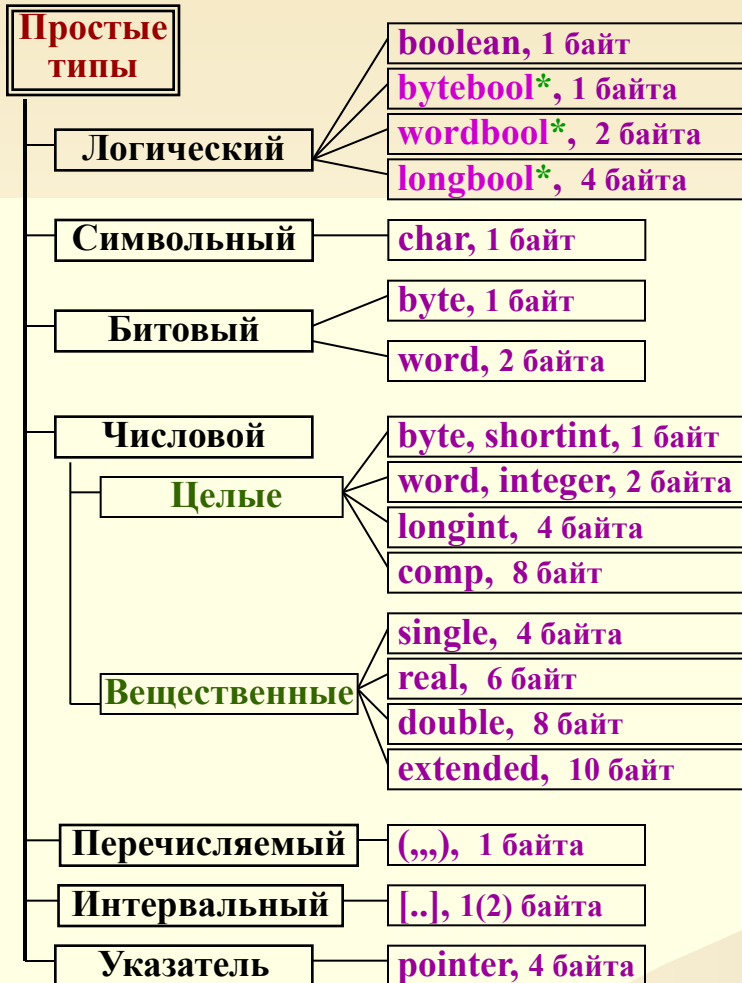 Простые
типы
boolean, 1 байт
bytebool*, 1 байта
wordbool*, 2 байта
longbool*, 4 байта
Логический
Символьный
char, 1 байт
Битовый
byte, 1 байт
word, 2 байта
Числовой
Целые
byte, shortint, 1 байт
word, integer, 2 байта
longint, 4 байта
comp, 8 байт
Вещественные
single, 4 байта
real, 6 байт
double, 8 байт
extended, 10 байт
Перечисляемый
(,,,), 1 байта
Интервальный
[..], 1(2) байта
Указатель
pointer, 4 байта